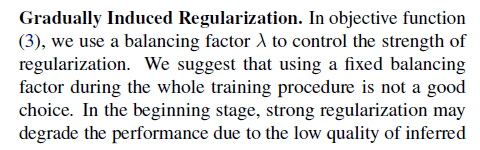 Gradually Induced Regularization. In objective function
(3), we use a balancing factor λ to control the strength of
regularization. We suggest that using a fixed balancing
factor during the whole training procedure is not a good
choice. In the beginning stage, strong regularization may
degrade the performance due to the low quality of inferred